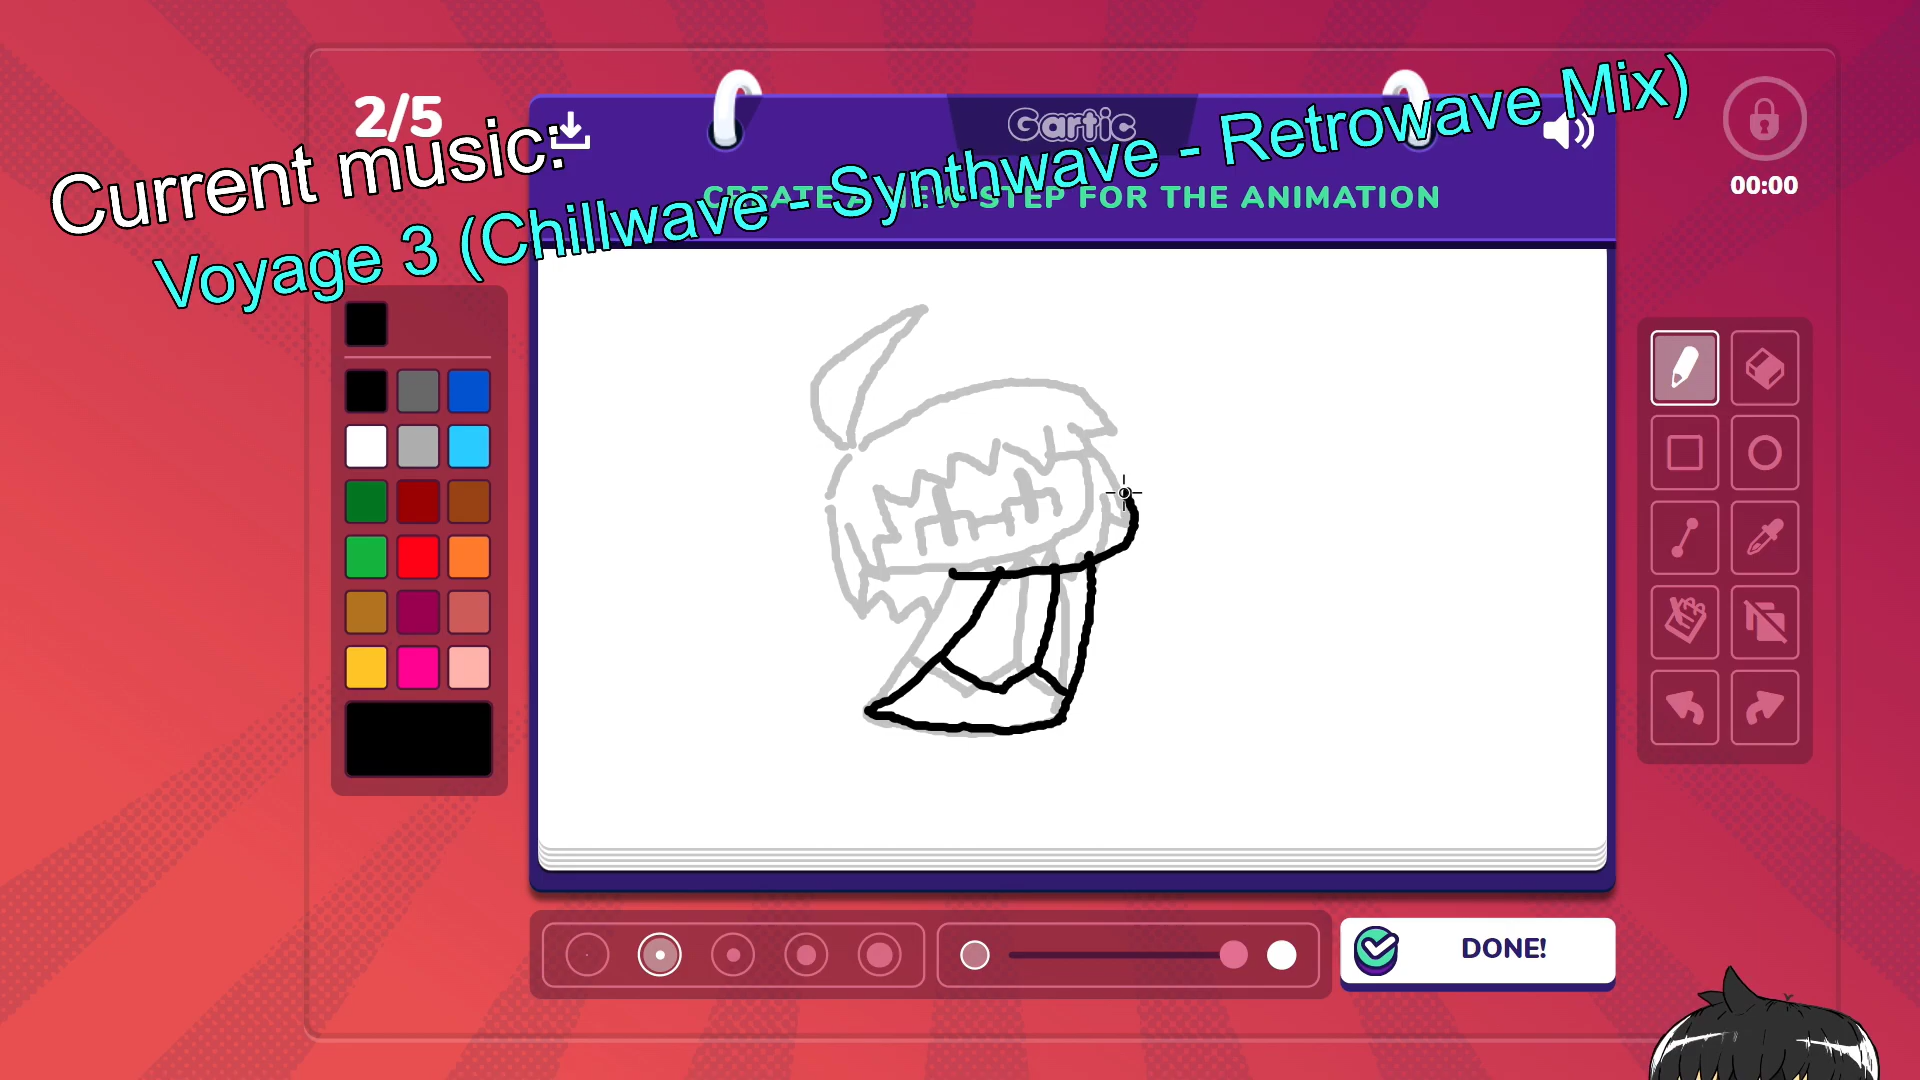 2/5
Current music:
Gartic
Voyage 3 (Chillwave - Synthwave - Retrowave Mix)
CREATE A NEW STEP FOR THE ANIMATION
00:00
DONE!